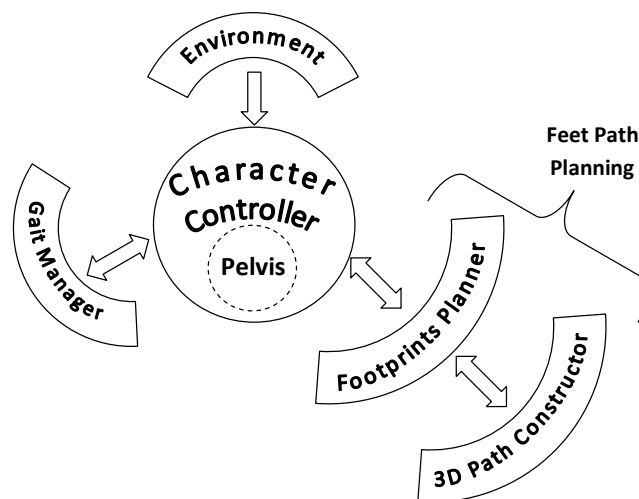 Environment
Feet Path
Planning
Character
Controller
Pelvis
Gait Manager
Footprints Planner
3D Path Constructor